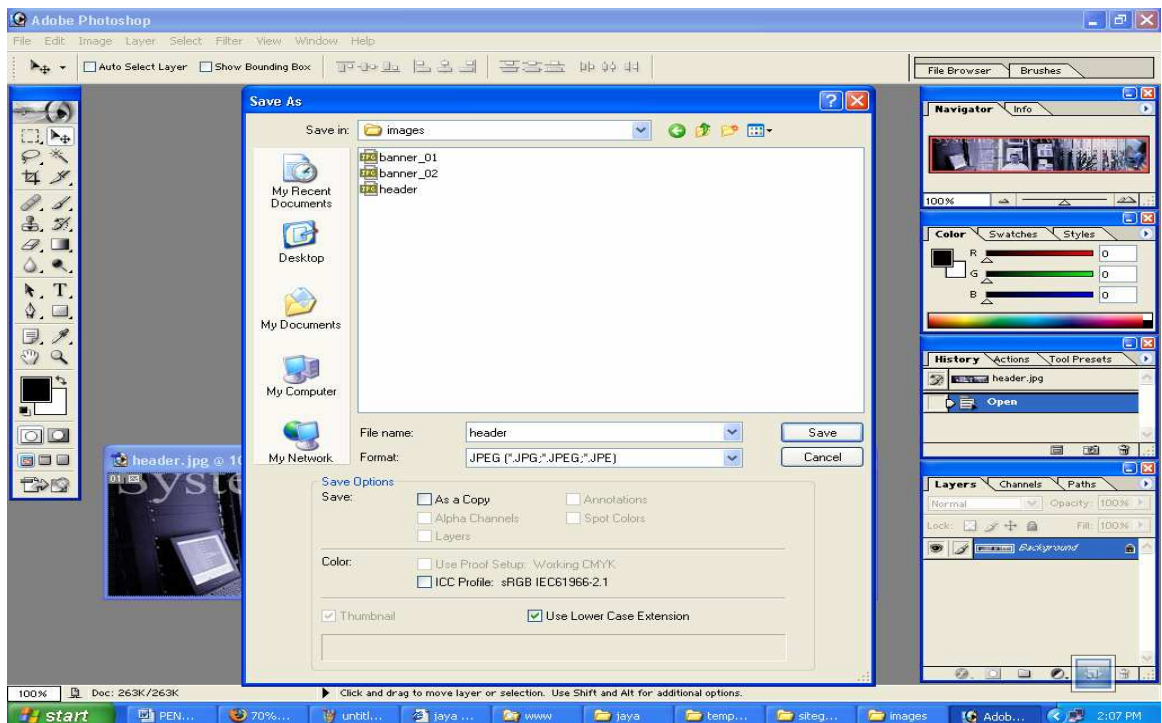 Adobe Photoshop
File Edit Image Layer Select Filter View Window Help
Auto Select Layer Show Bounding Box
File Browser Brushes
Save As
Save in: images
banner_01
banner_02
header
My Recent Documents
Desktop
My Documents
My Computer
My Network
File name: header
Save
Format: JPEG (*.JPG;*.JPEG;*.JPE)
Cancel
Save Options
Save:
As a Copy
Annotations
Alpha Channels
Spot Colors
Layers
Color:
Use Proof Setup: Working CMYK
ICC Profile: sRGB IEC61966-2.1
Thumbnail
Use Lower Case Extension
header.jpg @ 1
01
Syste
Navigator Info
100%
Color Swatches Styles
R 0
G 0
B 0
History Actions Tool Presets
header.jpg
Open
Layers Channels Paths
Normal Opacity: 100%
Lock: Fill: 100%
Background
100% Doc: 263K/263K Click and drag to move layer or selection. Use Shift and Alt for additional options.
start PEN... 70%... untitl... jaya ... www jaya temp... siteg... images Adob... 2:07 PM